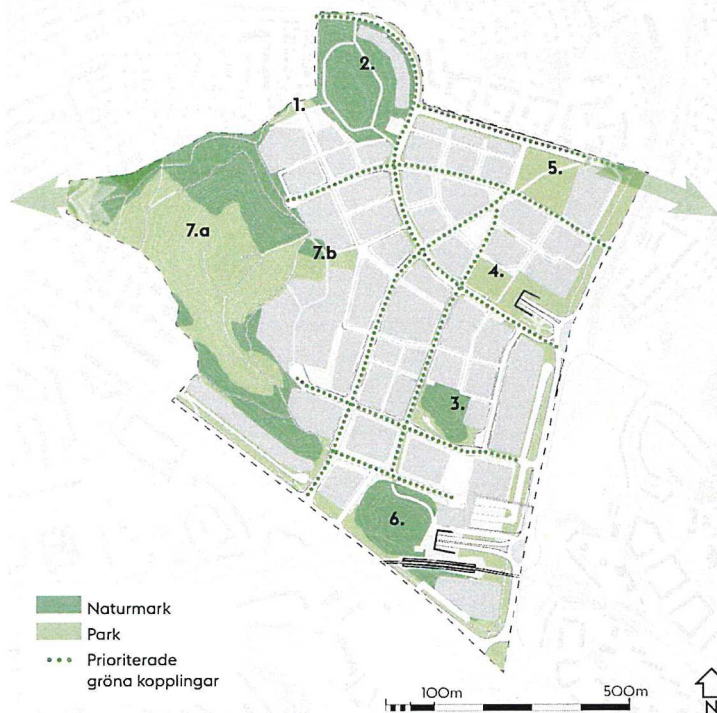 2.
1.
5.
7.a
7.b
4.
3.
6.
Naturmark
Park
Prioriterade
gröna kopplingar
100m
500m
N